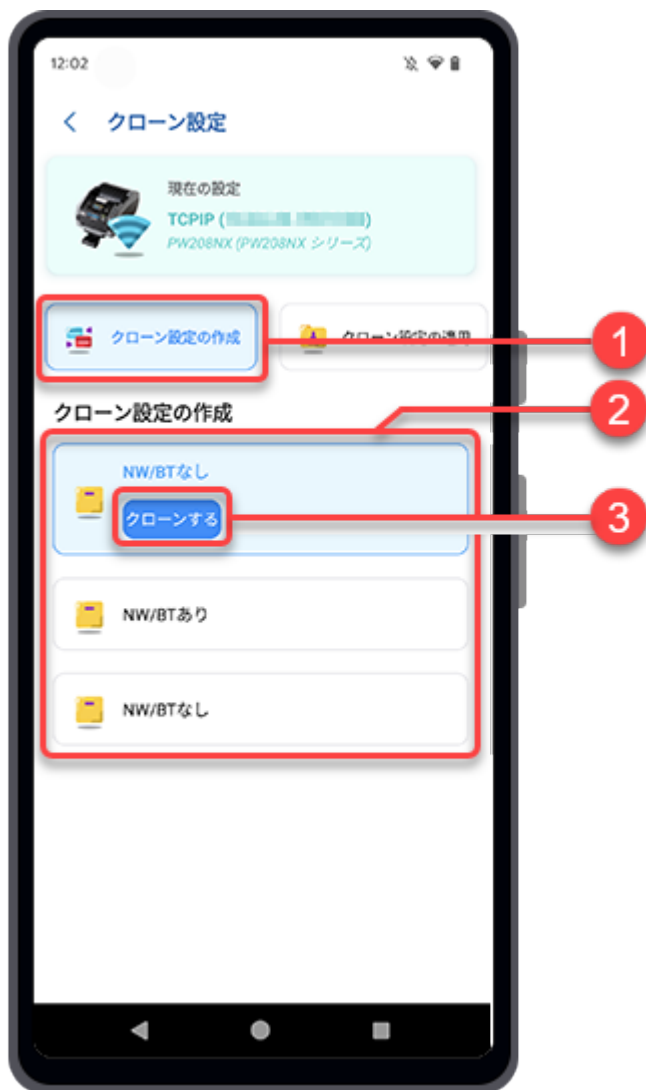 12:02
クローン設定
現在の設定
TCPIP ( )
PW208NX (PW208NX シリーズ)
クローン設定の作成
クローン設定の適用
1
クローン設定の作成
2
NW/BTなし
クローンする
3
NW/BTあり
NW/BTなし